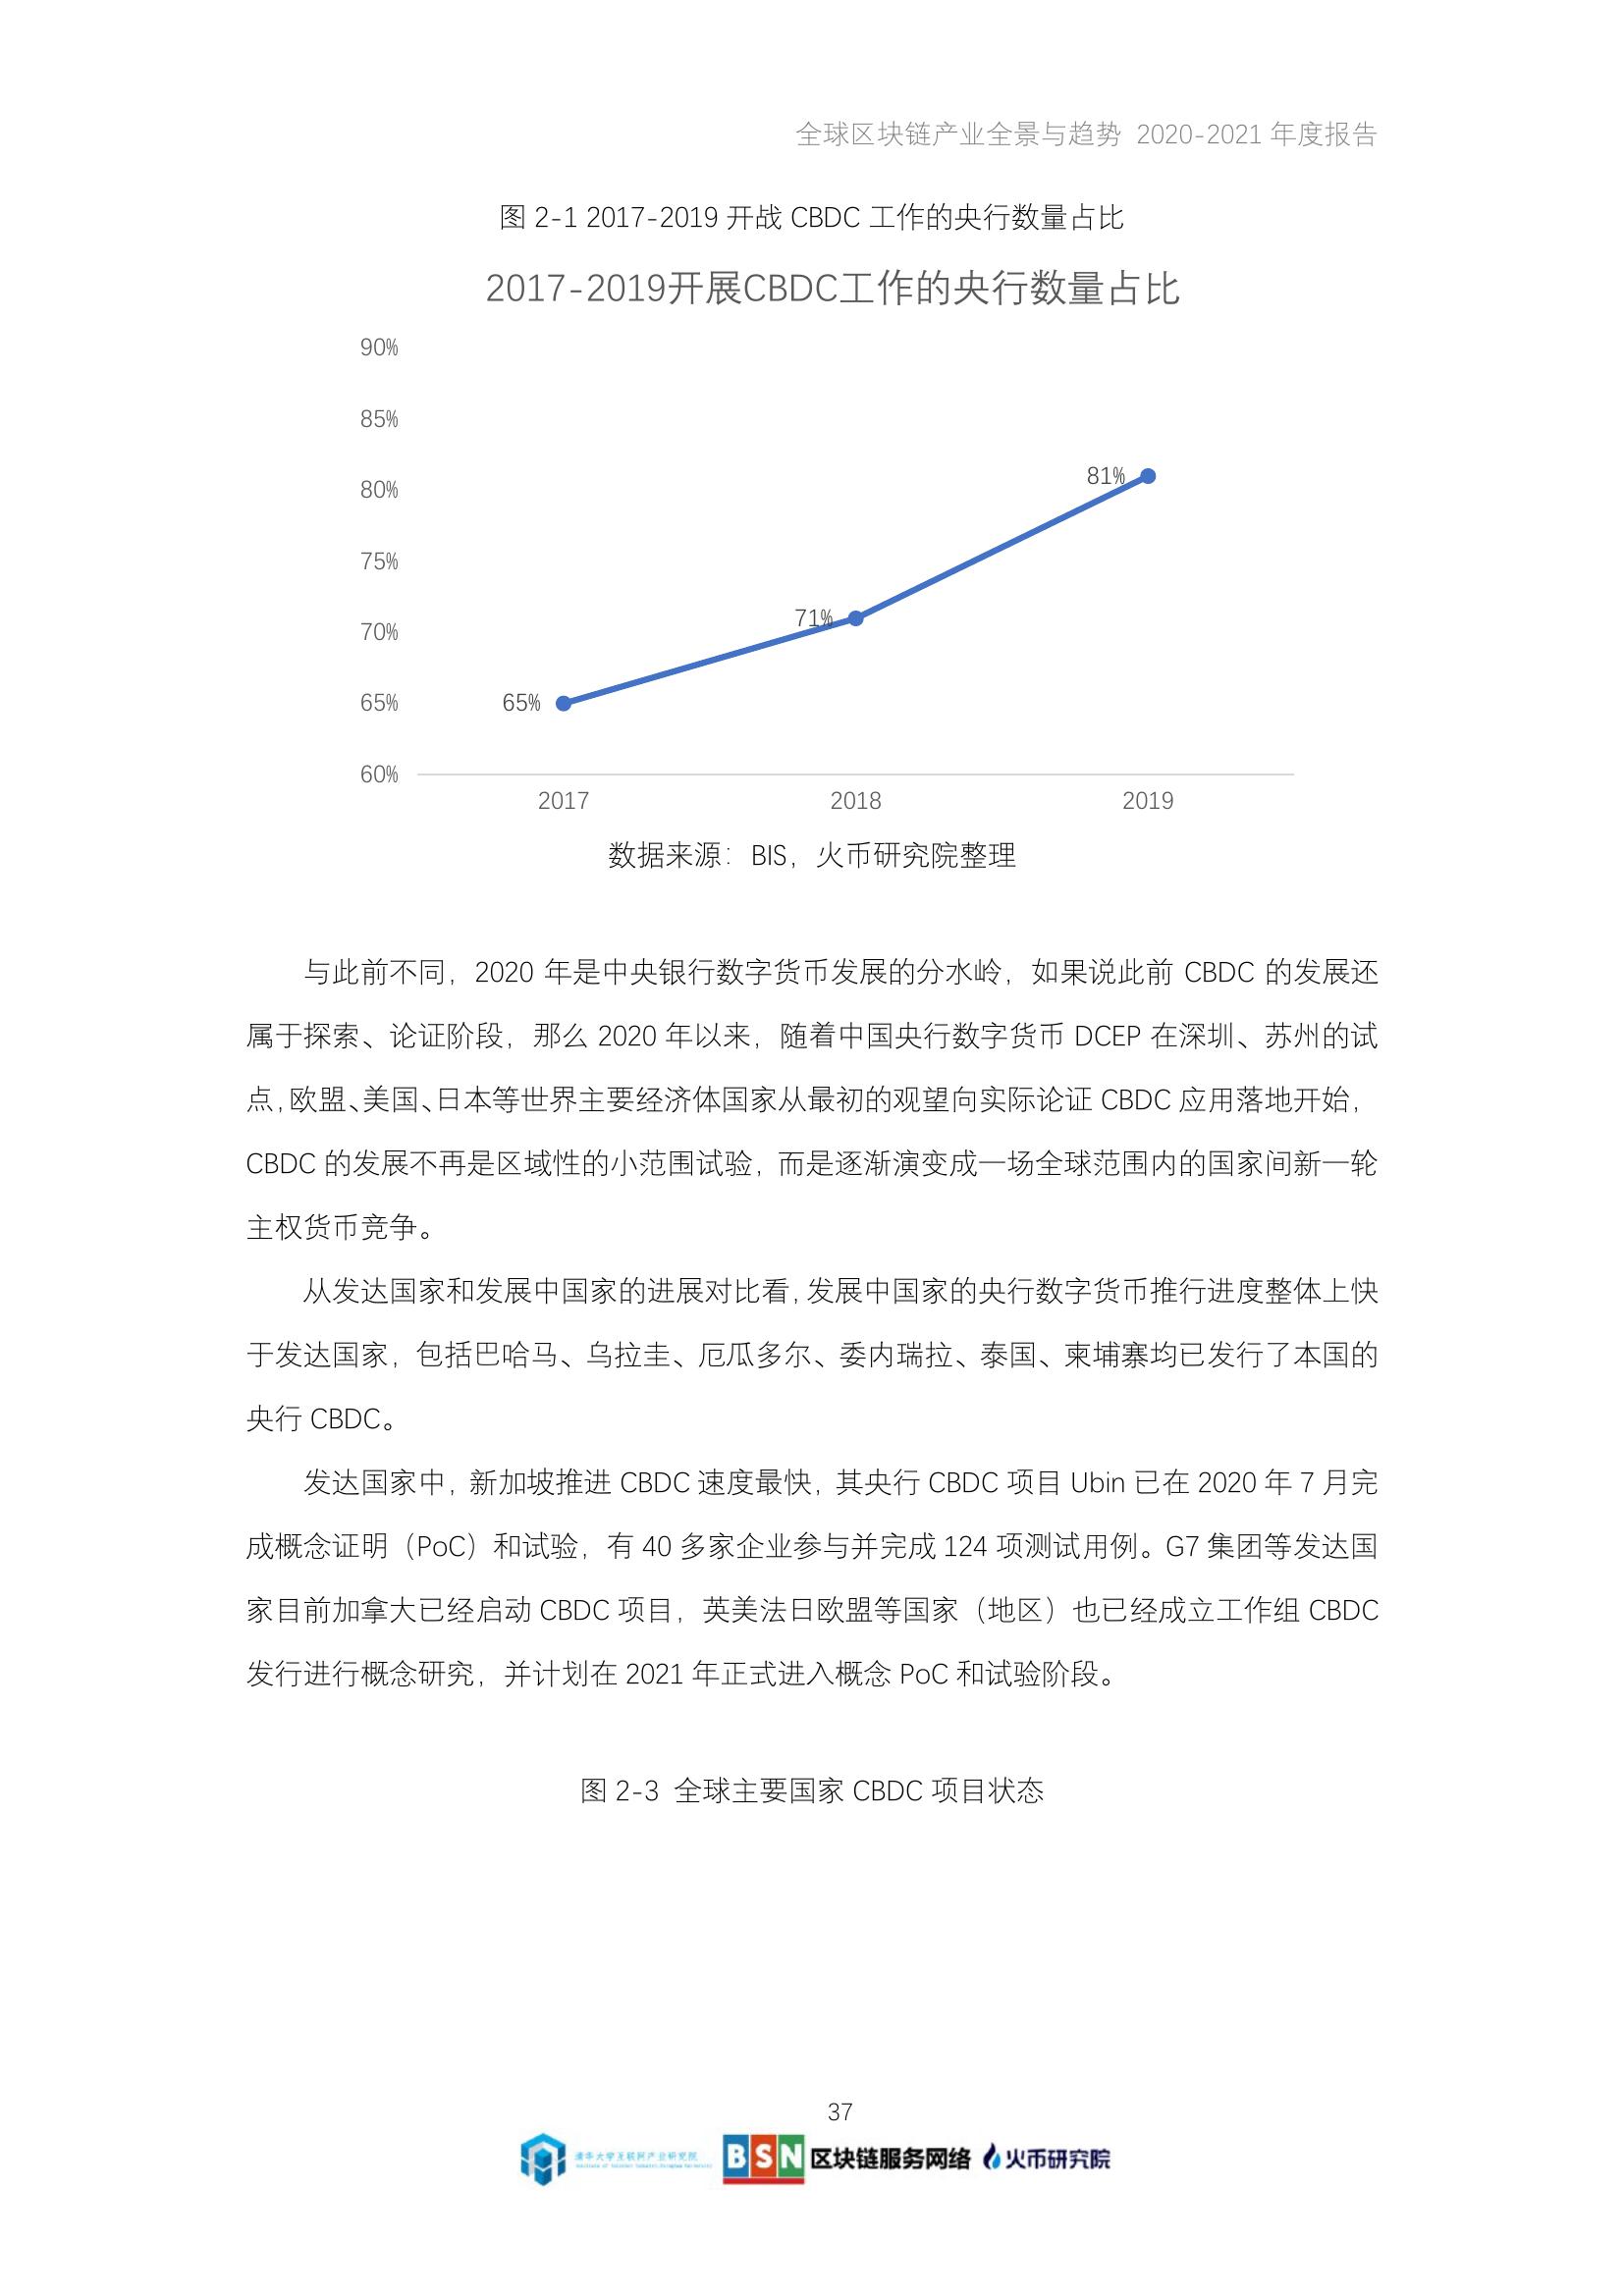 全球区块链产业全景与趋势 2020-2021 年度报告
图 2-1 2017-2019 开战 CBDC 工作的央行数量占比
2017-2019开展CBDC工作的央行数量占比
90%
85%
80%
75%
70%
65%
60%
65%
71%
81%
2017 2018 2019
数据来源：BIS，火币研究院整理
与此前不同，2020 年是中央银行数字货币发展的分水岭，如果说此前 CBDC 的发展还
属于探索、论证阶段，那么 2020 年以来，随着中国央行数字货币 DCEP 在深圳、苏州的试
点，欧盟、美国、日本等世界主要经济体国家从最初的观望向实际论证 CBDC 应用落地开始，
CBDC 的发展不再是区域性的小范围试验，而是逐渐演变成一场全球范围内的国家间新一轮
主权货币竞争。
从发达国家和发展中国家的进展对比看，发展中国家的央行数字货币推行进度整体上快
于发达国家，包括巴哈马、乌拉圭、厄瓜多尔、委内瑞拉、泰国、柬埔寨均已发行了本国的
央行 CBDC。
发达国家中，新加坡推进 CBDC 速度最快，其央行 CBDC 项目 Ubin 已在 2020 年 7 月完
成概念证明（PoC）和试验，有 40 多家企业参与并完成 124 项测试用例。G7 集团等发达国
家目前加拿大已经启动 CBDC 项目，英美法日欧盟等国家（地区）也已经成立工作组 CBDC
发行进行概念研究，并计划在 2021 年正式进入概念 PoC 和试验阶段。
图 2-3 全球主要国家 CBDC 项目状态
37
清华大学互联网产业研究院
BSN 区块链服务网络 火币研究院